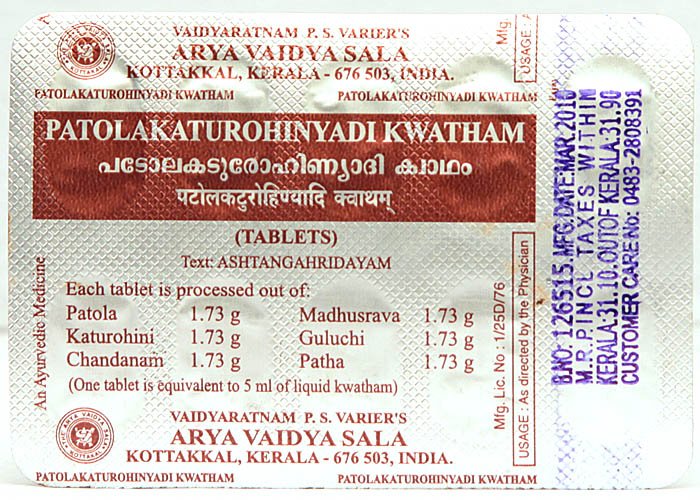 VAIDYARATNAM P. S. VARIER'S
ARYA VAIDYA SALA
KOTTAKKAL, KERALA - 676 503, INDIA.
PATOLAKATUROHINYADI KWATHAM PATOLAKATUROHINYADI KWATHAM
PATOLAKATUROHINYADI KWATHAM
പടോലകടുരോഹിണ്യാദി ക്വാഥം
पटोलकटुरोहिण्यादि क्वाथम्
(TABLETS)
Text: ASHTANGAHRIDAYAM
Each tablet is processed out of:
Patola 1.73 g Madhusrava 1.73 g
Katurohini 1.73 g Guluchi 1.73 g
Chandanam 1.73 g Patha 1.73 g
(One tablet is equivalent to 5 ml of liquid kwatham)
VAIDYARATNAM P. S. VARIER'S
ARYA VAIDYA SALA
KOTTAKKAL, KERALA - 676 503, INDIA.
PATOLAKATUROHINYADI KWATHAM PATOLAKATUROHINYADI KWATHAM
An Ayurvedic Medicine
Mfg. Lic. No : 1/25D/76
USAGE : As directed by the Physician
Mfg.
USAGE : A
B.NO: 126515.MFG.DATE:MAR.2010
M.R.P.INCL TAXES WITHIN
KERALA.31.10.OUTOF KERALA.31.90
CUSTOMER CARE No: 0483-2808391